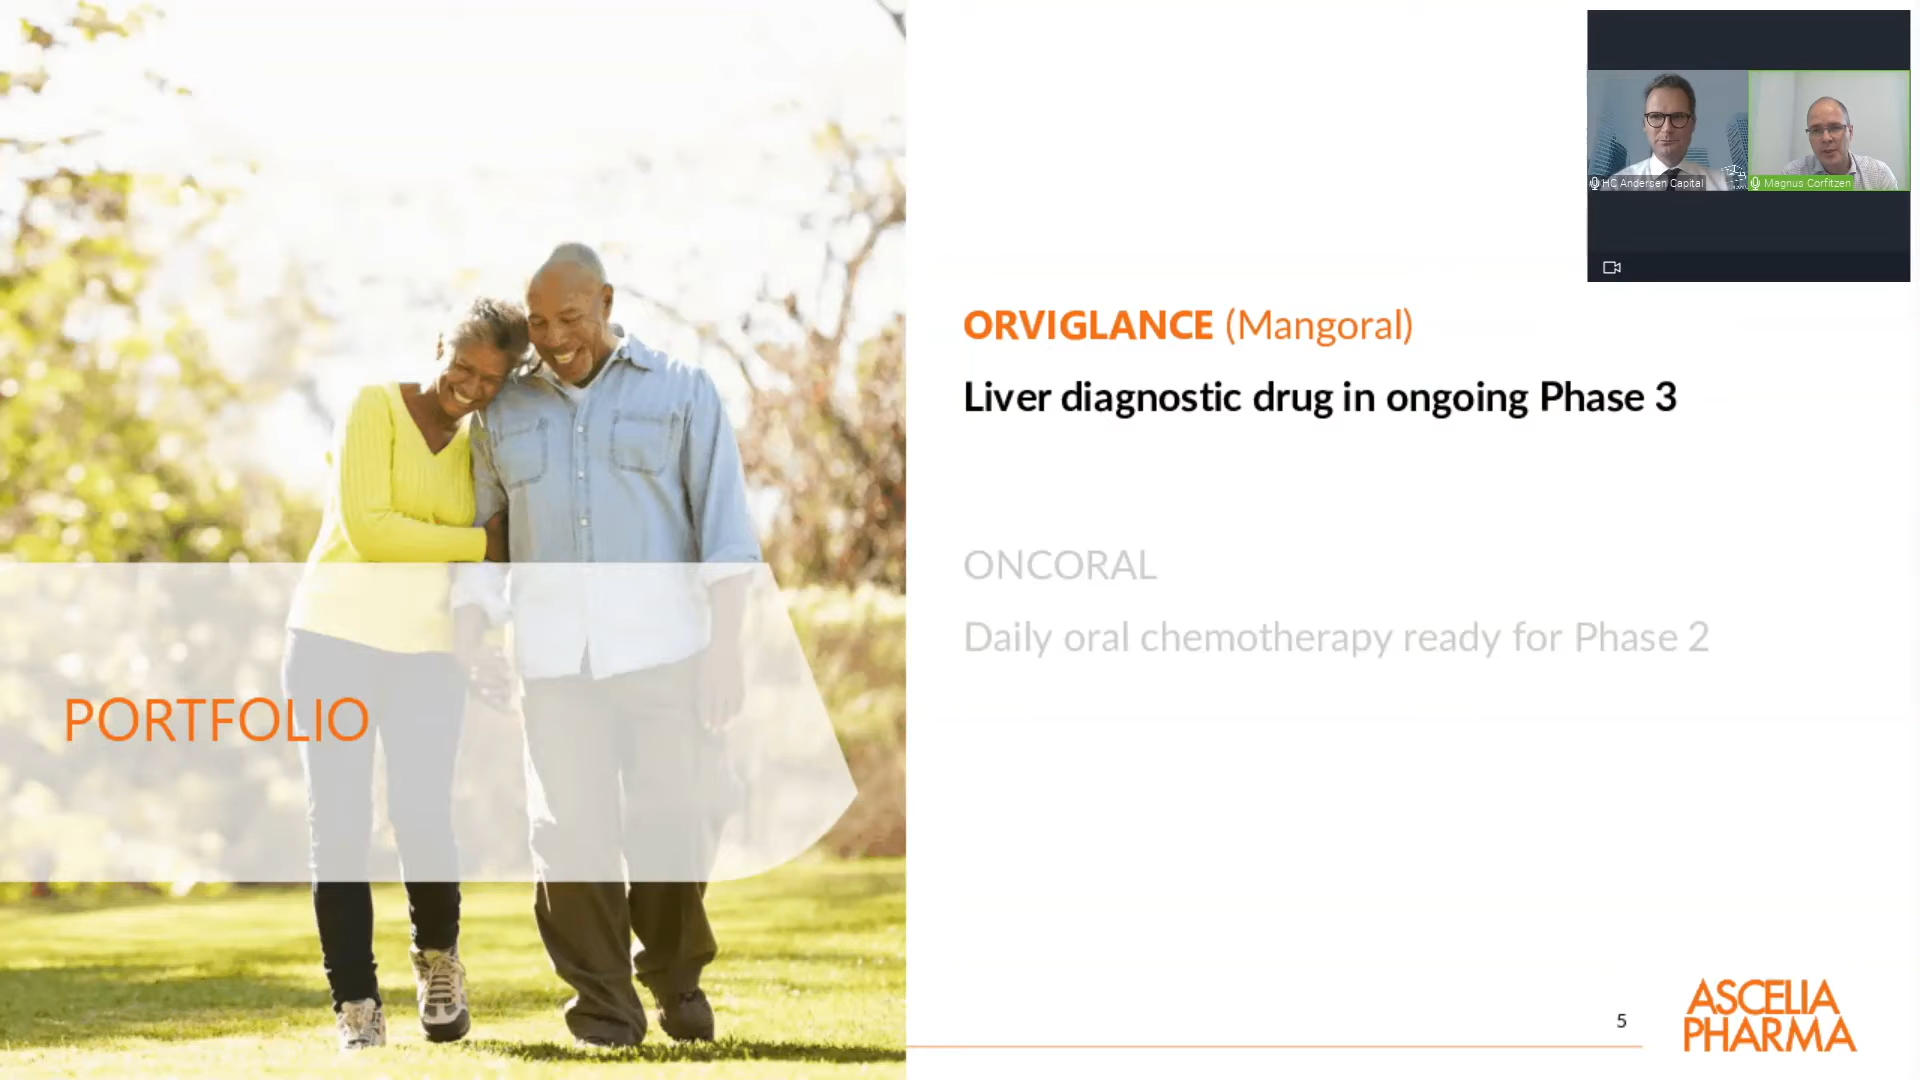 HC Andersen Capital
Magnus Corfitzen
ORVIGLANCE (Mangoral)
Liver diagnostic drug in ongoing Phase 3
ONCORAL
Daily oral chemotherapy ready for Phase 2
PORTFOLIO
5
ASCELIA
PHARMA